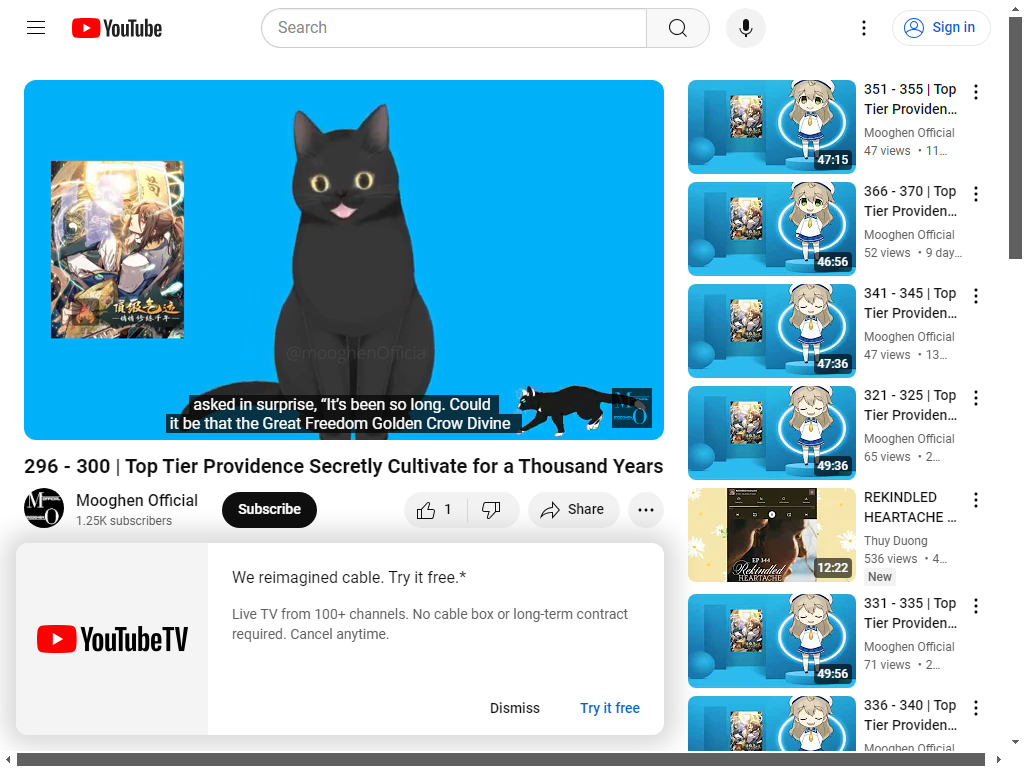 YouTube
Search
Sign in
頂級气运
悄悄修练千年
@mooghenOfficia
asked in surprise, “It’s been so long. Could
it be that the Great Freedom Golden Crow Divine
296 - 300 | Top Tier Providence Secretly Cultivate for a Thousand Years
Mooghen Official
1.25K subscribers
Subscribe
1
Share
YouTubeTV
We reimagined cable. Try it free.*
Live TV from 100+ channels. No cable box or long-term contract
required. Cancel anytime.
Dismiss
Try it free
351 - 355 | Top
Tier Providen…
Mooghen Official
47 views • 11…
47:15
366 - 370 | Top
Tier Providen…
Mooghen Official
52 views • 9 day…
46:56
341 - 345 | Top
Tier Providen…
Mooghen Official
47 views • 13…
47:36
321 - 325 | Top
Tier Providen…
Mooghen Official
65 views • 2…
49:36
REKINDLED
HEARTACHE …
Thuy Duong
536 views • 4…
New
EP 344
Rekindled
HEARTACHE
12:22
331 - 335 | Top
Tier Providen…
Mooghen Official
71 views • 2…
49:56
336 - 340 | Top
Tier Providen…
Mooghen Official